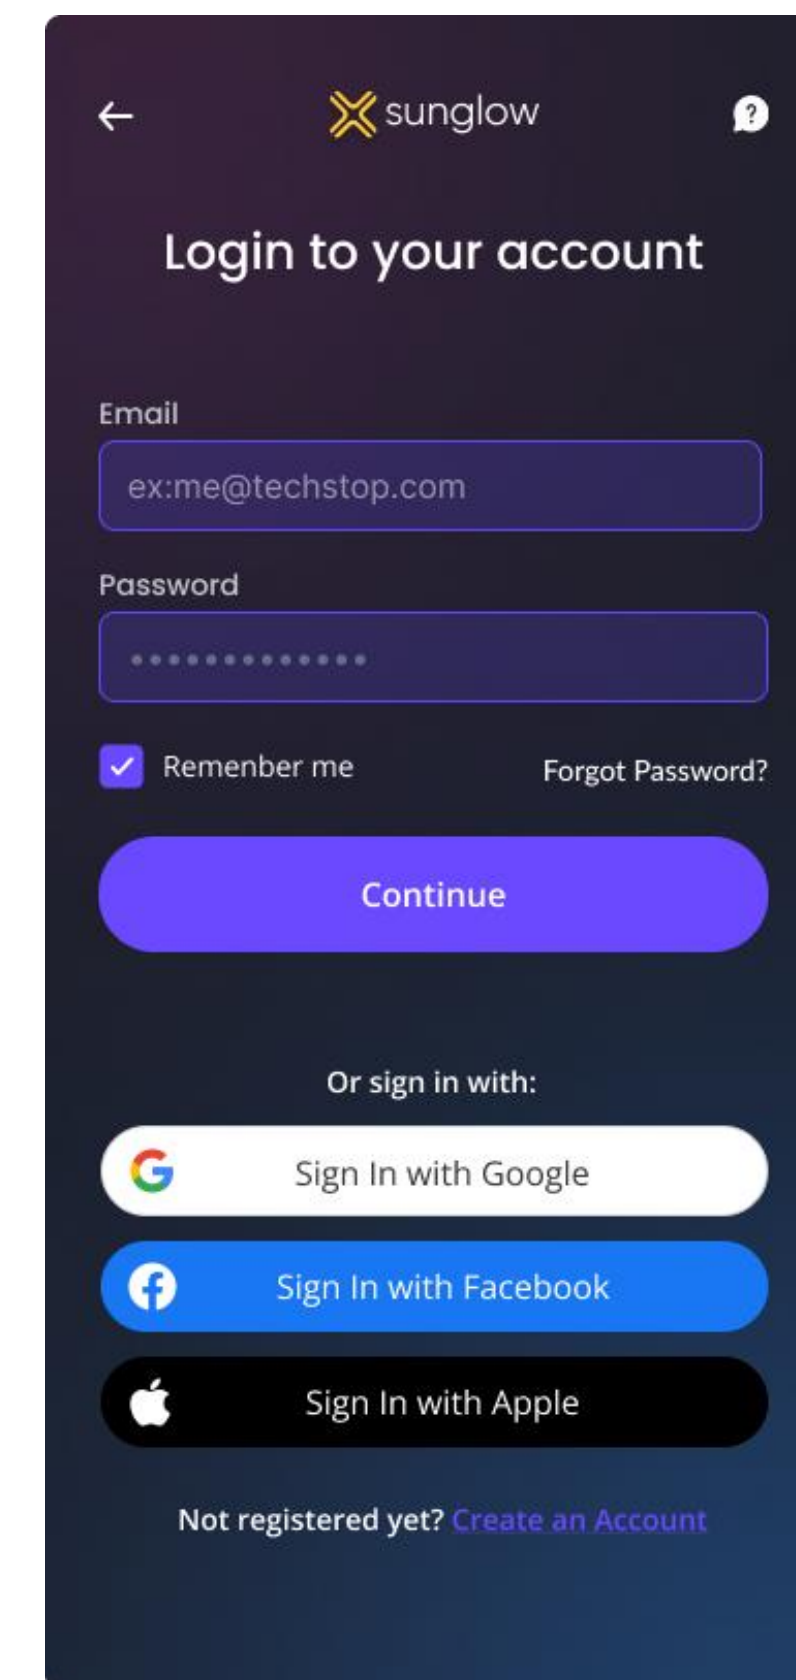 sunglow
?
Login to your account
Email
ex:me@techstop.com
Password
•••••••••••••
Remenber me
Forgot Password?
Continue
Or sign in with:
Sign In with Google
Sign In with Facebook
Sign In with Apple
Not registered yet? Create an Account